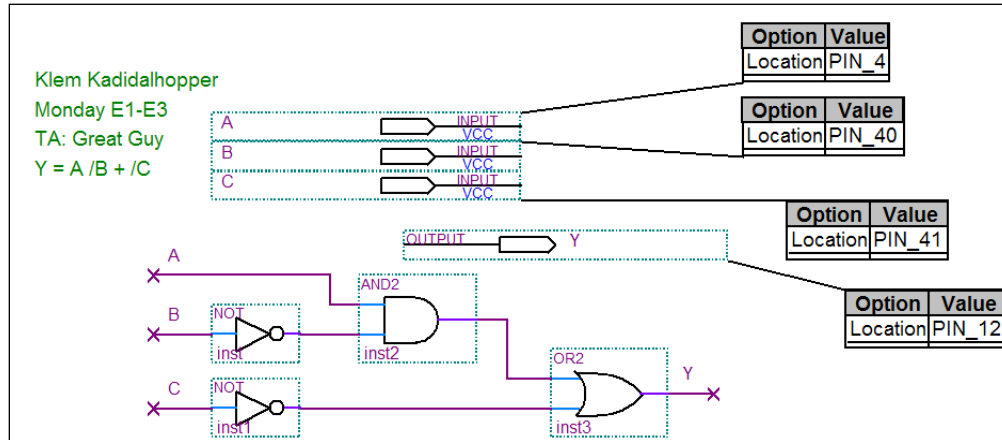 Klem Kadidalhopper
Monday E1-E3
TA: Great Guy
Y = A /B + /C
Option Value
Location PIN_4
A INPUT
VCC
Option Value
Location PIN_40
B INPUT
VCC
C INPUT
VCC
Option Value
Location PIN_41
OUTPUT Y
Option Value
Location PIN_12
A
AND2
inst2
B
NOT
inst
OR2
inst3
Y
C
NOT
inst1